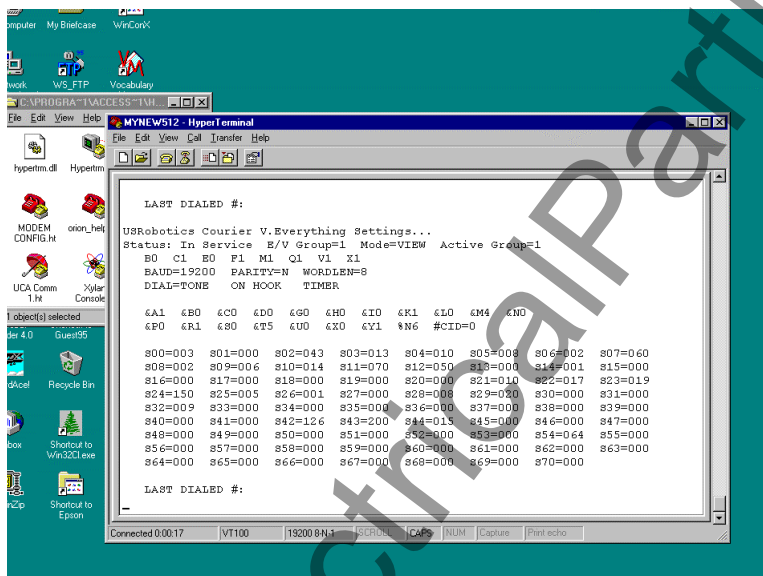 omputer My Briefcase WinConX
twork WS_FTP Vocabulary
C:\PROGRA~1\ACCESS~1\H...
File Edit View Help
hypertrm.dll Hypertrm
MODEM CONFIG.ht orion_help
UCA Comm 1.ht Xylan Console
1 object(s) selected
der 4.0 Guest95
rdAce! Recycle Bin
box Shortcut to Win32Cl.exe
nZip Shortcut to Epson
MYNEW512 - HyperTerminal
File Edit View Call Transfer Help
LAST DIALED #:
USRobotics Courier V.Everything Settings...
Status: In Service E/V Group=1 Mode=VIEW Active Group=1
B0 C1 E0 F1 M1 Q1 V1 X1
BAUD=19200 PARITY=N WORDLEN=8
DIAL=TONE ON HOOK TIMER
&A1 &B0 &C0 &D0 &G0 &H0 &I0 &K1 &L0 &M4 &N0
&P0 &R1 &S0 &T5 &U0 &X0 &Y1 %N6 #CID=0
S00=003 S01=000 S02=043 S03=013 S04=010 S05=008 S06=002 S07=060
S08=002 S09=006 S10=014 S11=070 S12=050 S13=000 S14=001 S15=000
S16=000 S17=000 S18=000 S19=000 S20=000 S21=010 S22=017 S23=019
S24=150 S25=005 S26=001 S27=000 S28=008 S29=020 S30=000 S31=000
S32=009 S33=000 S34=000 S35=000 S36=000 S37=000 S38=000 S39=000
S40=000 S41=000 S42=126 S43=200 S44=015 S45=000 S46=000 S47=000
S48=000 S49=000 S50=000 S51=000 S52=000 S53=000 S54=064 S55=000
S56=000 S57=000 S58=000 S59=000 S60=000 S61=000 S62=000 S63=000
S64=000 S65=000 S66=000 S67=000 S68=000 S69=000 S70=000
LAST DIALED #:
Connected 0:00:17 VT100 19200 8-N-1 SCROLL CAPS NUM Capture Print echo
ctricalPart